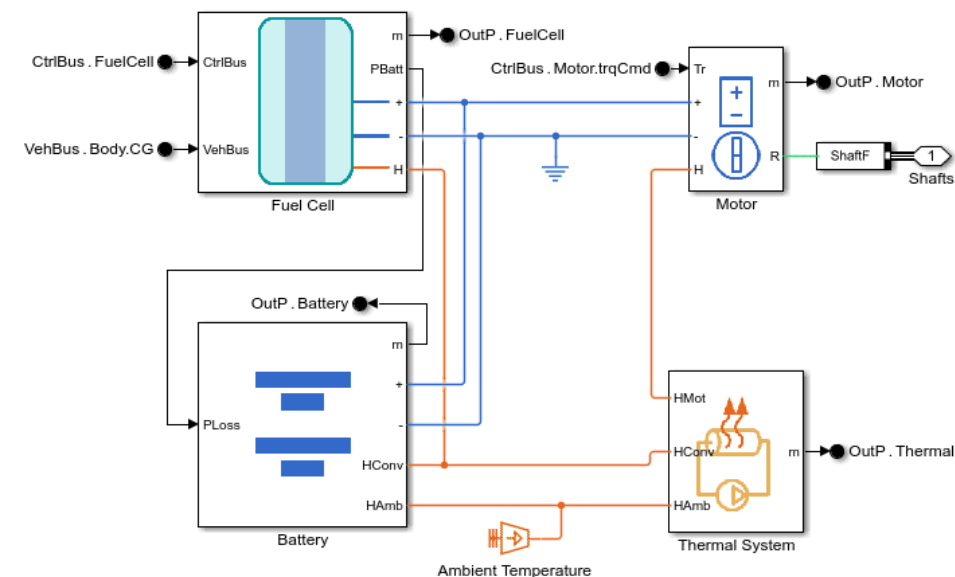 m
OutP . FuelCell
CtrlBus . FuelCell
CtrlBus
PBatt
CtrlBus . Motor.trqCmd
Tr
m
OutP . Motor
+
+
-
-
VehBus . Body.CG
VehBus
R
ShaftF
1
H
H
Shafts
Fuel Cell
Motor
OutP . Battery
m
+
HMot
PLoss
-
HConv
m
OutP . Thermal
HConv
HAmb
HAmb
Battery
Thermal System
Ambient Temperature